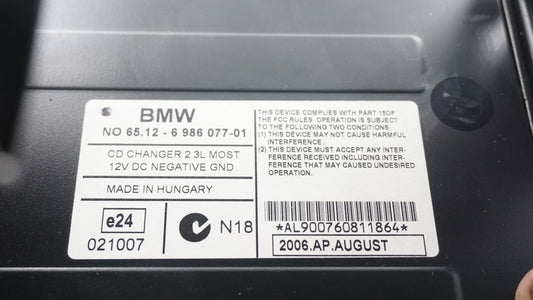 BMW
NO 65.12 - 6 986 077-01
CD CHANGER 2.3L MOST
12V DC NEGATIVE GND
MADE IN HUNGARY
e24
021007
N18
THIS DEVICE COMPLIES WITH PART 15OF
THE FCC RULES. OPERATION IS SUBJECT
TO THE FOLLOWING TWO CONDITIONS
(1) THIS DEVICE MAY NOT CAUSE HARMFUL
INTERFERENCE.
(2) THIS DEVICE MUST ACCEPT ANY INTER-
FERENCE RECEIVED INCLUDING INTER-
FERENCE THAT MAY CAUSED UNDESIRED
OPERATION.
*AL900760811864*
2006.AP.AUGUST